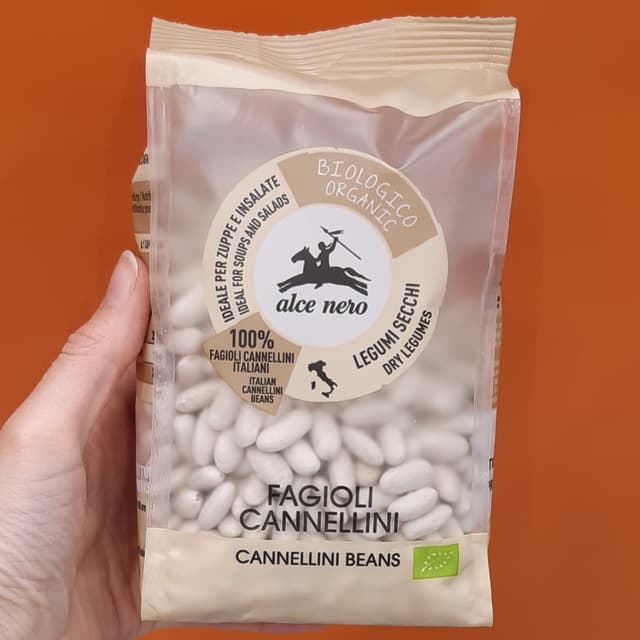 BIOLOGICO
ORGANIC
IDEALE PER ZUPPE E INSALATE
IDEAL FOR SOUPS AND SALADS
alce nero
LEGUMI SECCHI
DRY LEGUMES
100%
FAGIOLI CANNELLINI
ITALIANI
ITALIAN
CANNELLINI
BEANS
FAGIOLI
CANNELLINI
CANNELLINI BEANS